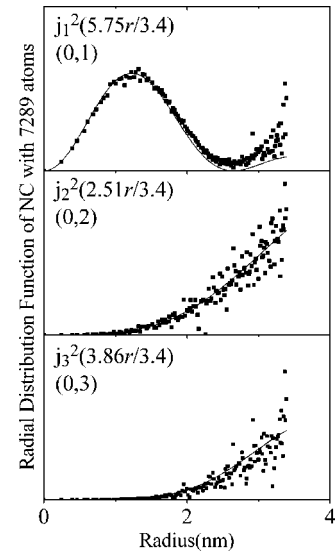 Radial Distribution Function of NC with 7289 atoms
j₁²(5.75r/3.4)
(0,1)
j₂²(2.51r/3.4)
(0,2)
j₃²(3.86r/3.4)
(0,3)
0 2 4
Radius(nm)